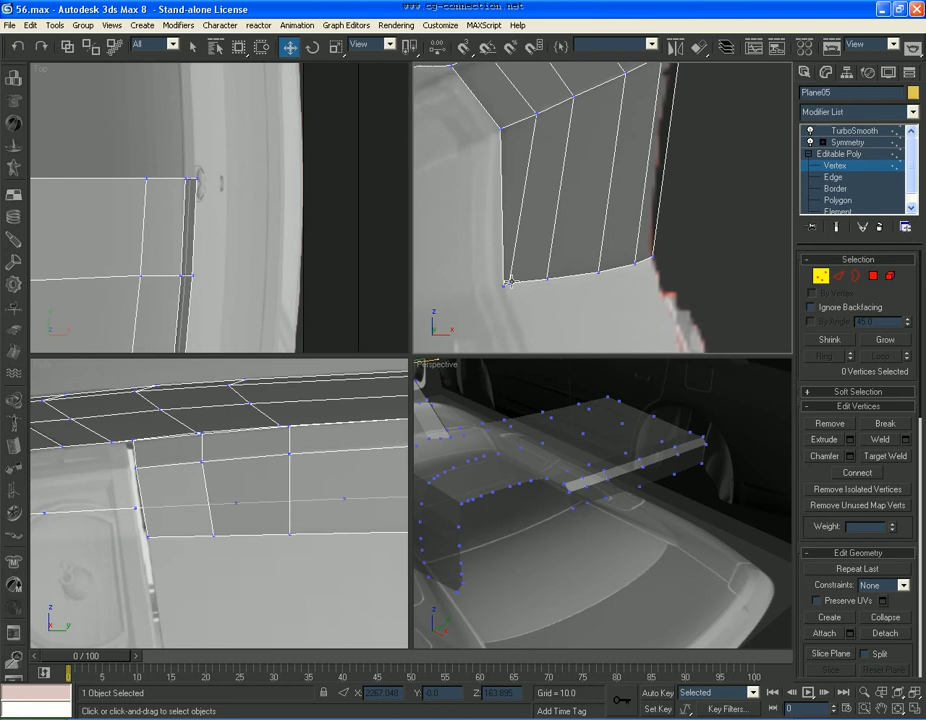 www.cg-connection.net
56.max - Autodesk 3ds Max 8 - Stand-alone License
File Edit Tools Group Views Create Modifiers Character reactor Animation Graph Editors Rendering Customize MAXScript Help
All View View
Top
Perspective
Plane05
Modifier List
TurboSmooth
Symmetry
Editable Poly
Vertex
Edge
Border
Polygon
Element
Selection
By Vertex
Ignore Backfacing
By Angle: 45.0
Shrink Grow
Ring Loop
0 Vertices Selected
Soft Selection
Edit Vertices
Remove Break
Extrude Weld
Chamfer Target Weld
Connect
Remove Isolated Vertices
Remove Unused Map Verts
Weight:
Edit Geometry
Repeat Last
Constraints: None
Preserve UVs
Create Collapse
Attach Detach
Slice Plane Split
Slice Reset Plane
0 / 100
0 5 10 15 20 25 30 35 40 45 50 55 60 65 70 75 80 85 90 95 100
1 Object Selected X: 2267.048 Y: -0.0 Z: 163.895 Grid = 10.0 Auto Key Selected
Click or click-and-drag to select objects Add Time Tag Set Key Key Filters... 0